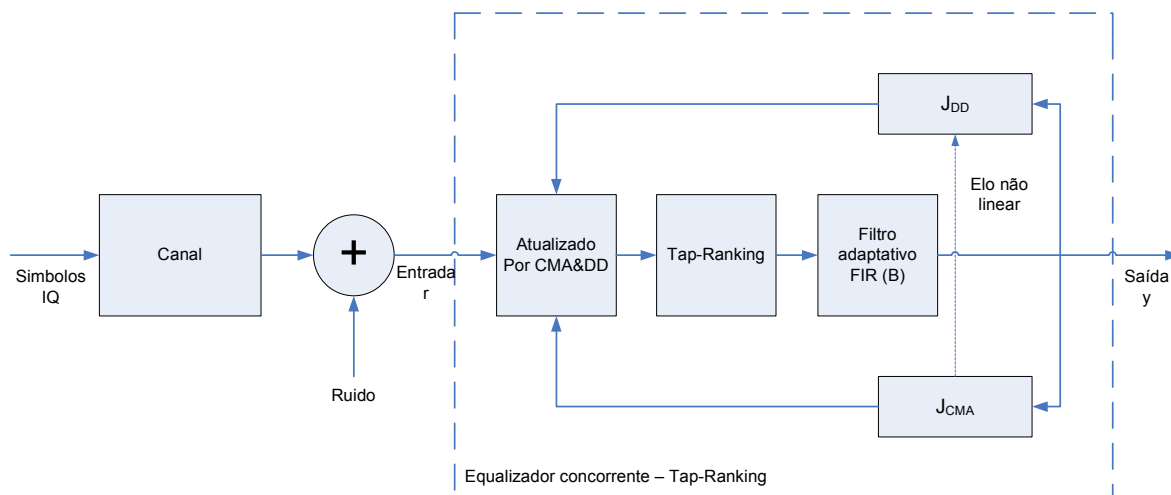 Simbolos
IQ
Canal
+
Ruido
Entrada
r
Atualizado
Por CMA&DD
Tap-Ranking
Filtro
adaptativo
FIR (B)
JDD
Elo não
linear
JCMA
Saída
y
Equalizador concorrente – Tap-Ranking